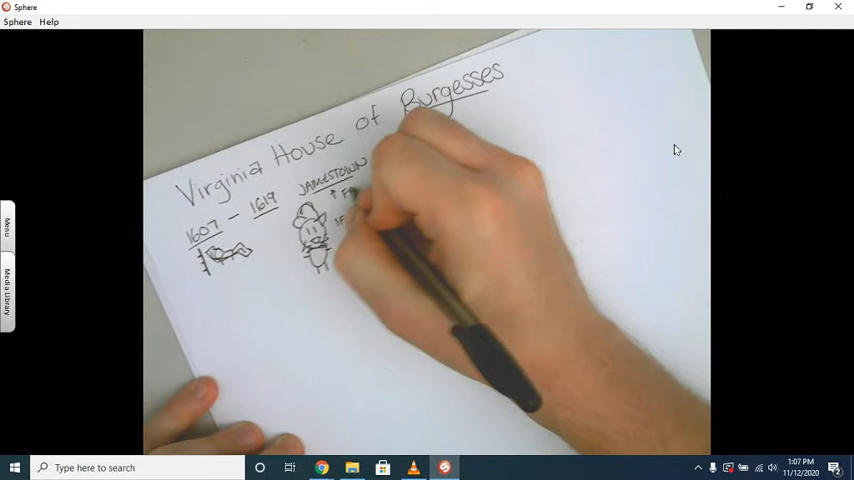 Sphere
Sphere Help
Virginia House of Burgesses
1607 - 1619
JAMESTOWN
Menu
Media Library
Type here to search
1:07 PM
11/12/2020
2